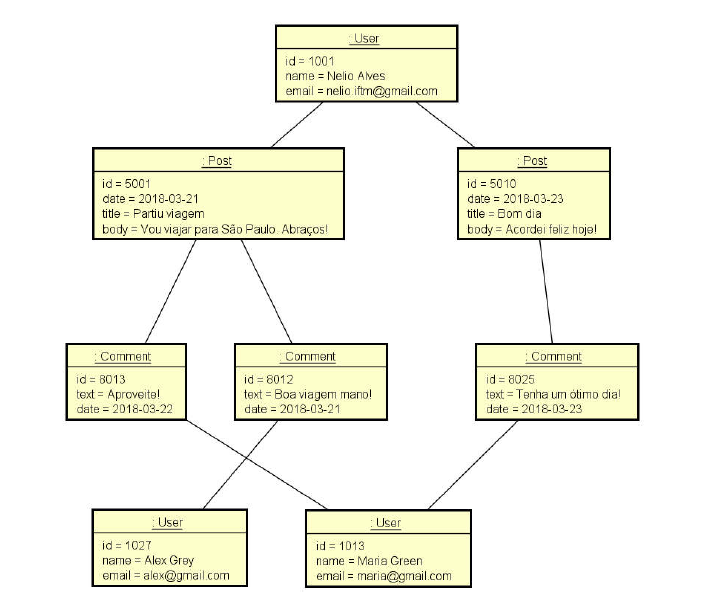 : User
id = 1001
name = Nelio Alves
email = nelio.iftm@gmail.com
: Post
id = 5001
date = 2018-03-21
title = Partiu viagem
body = Vou viajar para São Paulo. Abraços!
: Post
id = 5010
date = 2018-03-23
title = Bom dia
body = Acordei feliz hoje!
: Comment
id = 8013
text = Aproveite!
date = 2018-03-22
: Comment
id = 8012
text = Boa viagem mano!
date = 2018-03-21
: Comment
id = 8025
text = Tenha um ótimo dia!
date = 2018-03-23
: User
id = 1027
name = Alex Grey
email = alex@gmail.com
: User
id = 1013
name = Maria Green
email = maria@gmail.com